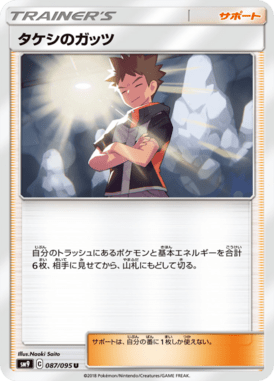 TRAINER'S サポート
タケシのガッツ
自分のトラッシュにあるポケモンと基本エネルギーを合計
6枚、相手に見せてから、山札にもどして切る。
サポートは、自分の番に1枚しか使えない。
Illus.Naoki Saito
SM9 C 087/095 U
©2018 Pokémon/Nintendo/Creatures/GAME FREAK.